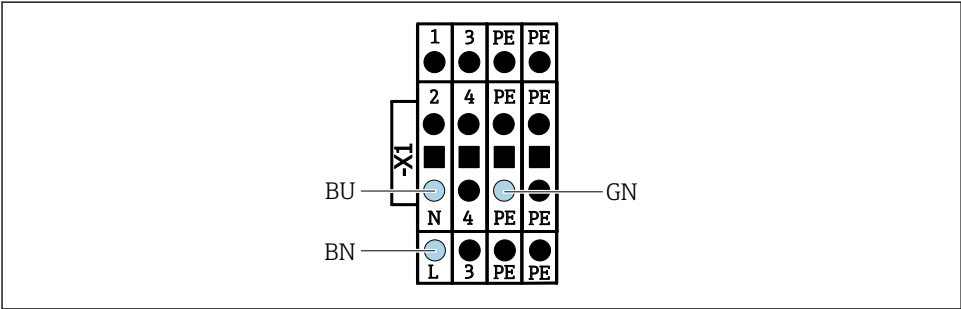 1 3 PE PE
2 4 PE PE
-X1
BU
GN
N 4 PE PE
BN
L 3 PE PE